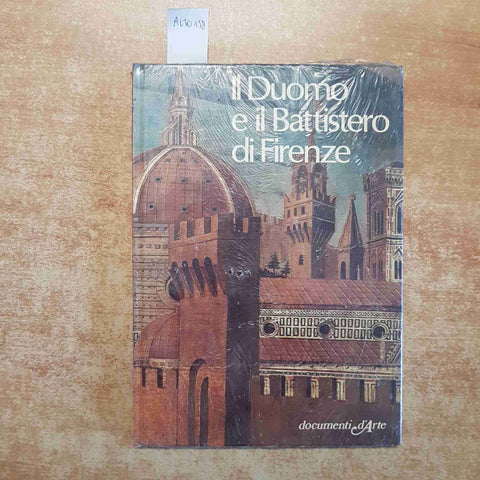 Il Duomo
e il Battistero
di Firenze
documenti d'Arte